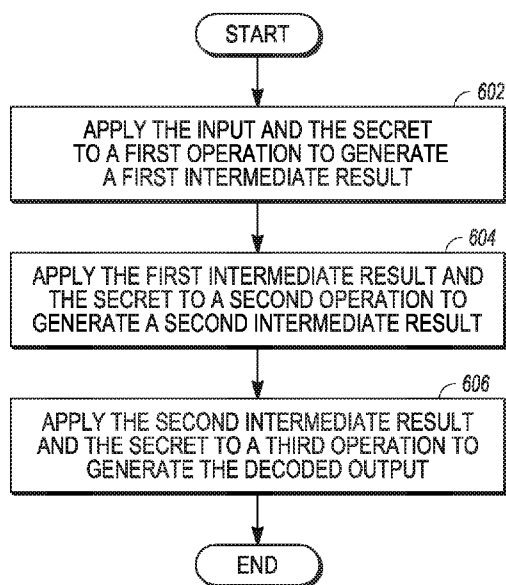 START
602
APPLY THE INPUT AND THE SECRET
TO A FIRST OPERATION TO GENERATE
A FIRST INTERMEDIATE RESULT
604
APPLY THE FIRST INTERMEDIATE RESULT AND
THE SECRET TO A SECOND OPERATION TO
GENERATE A SECOND INTERMEDIATE RESULT
606
APPLY THE SECOND INTERMEDIATE RESULT
AND THE SECRET TO A THIRD OPERATION TO
GENERATE THE DECODED OUTPUT
END